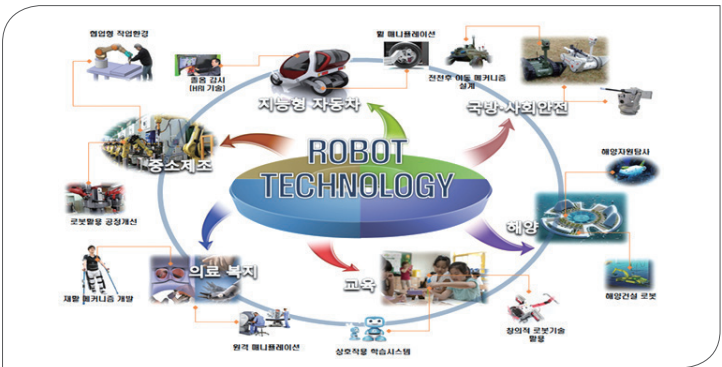 협업형 작업환경
졸음 감시
(HRI 기술)
휠 매니퓰레이션
전천후 이동 메커니즘
설계
지능형 자동차
국방·사회안전
중소제조
ROBOT
TECHNOLOGY
해양자원탐사
로봇활용 공정개선
해양
의료 복지
교육
재활 메커니즘 개발
해양건설 로봇
창의적 로봇기술
활용
원격 매니퓰레이션
상호작용 학습시스템